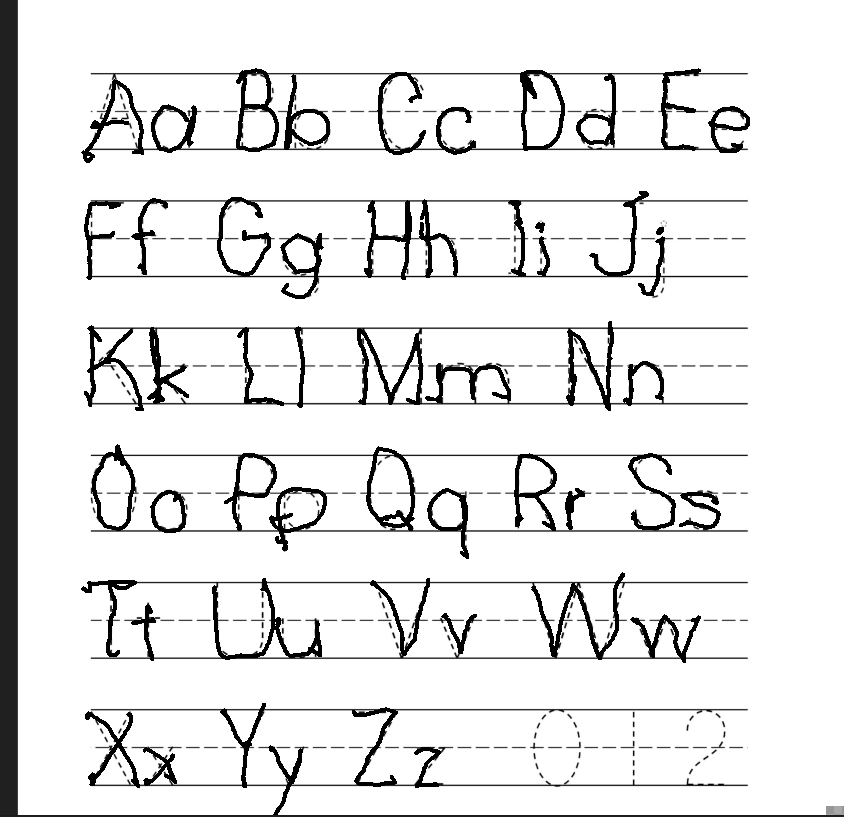 Aa Bb Cc Dd Ee
Ff Gg Hh Ii Jj
Kk Ll Mm Nn
Oo Pp Qq Rr Ss
Tt Uu Vv Ww
Xx Yy Zz 0 1 2